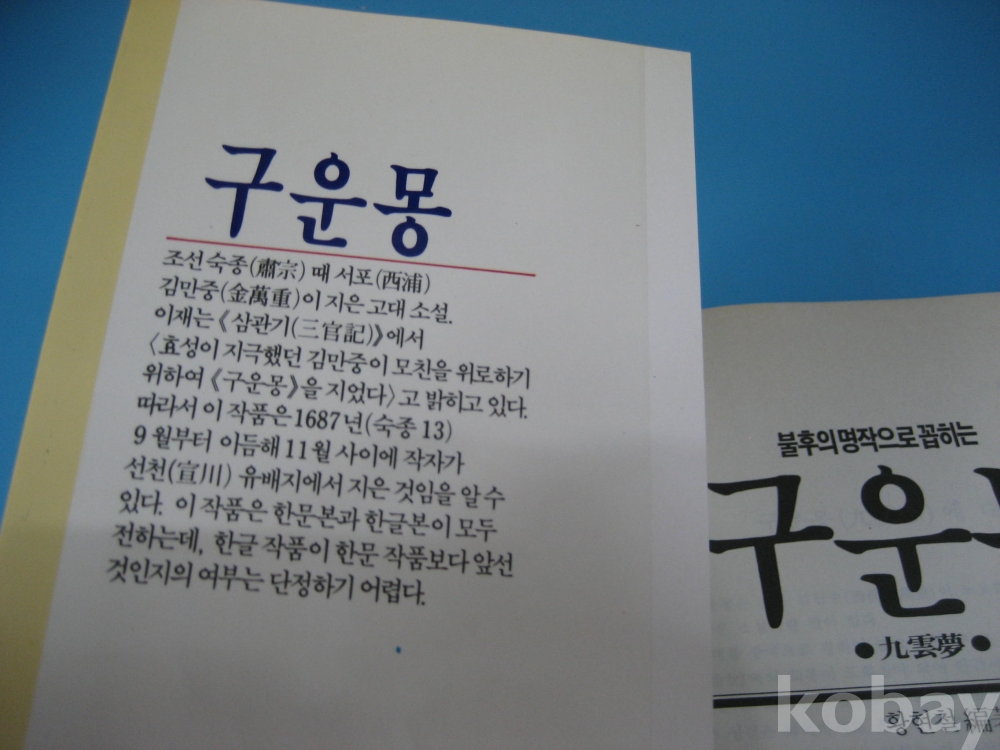 구운몽
조선 숙종(肅宗) 때 서포(西浦)
김만중(金萬重)이 지은 고대 소설.
이재는 《삼관기(三官記)》에서
〈효성이 지극했던 김만중이 모친을 위로하기
위하여 《구운몽》을 지었다〉고 밝히고 있다.
따라서 이 작품은 1687년(숙종 13)
9월부터 이듬해 11월 사이에 작자가
선천(宣川) 유배지에서 지은 것임을 알 수
있다. 이 작품은 한문본과 한글본이 모두
전하는데, 한글 작품이 한문 작품보다 앞선
것인지의 여부는 단정하기 어렵다.
불후의 명작으로 꼽히는
구운
•九雲夢•
황현철 編
kobay